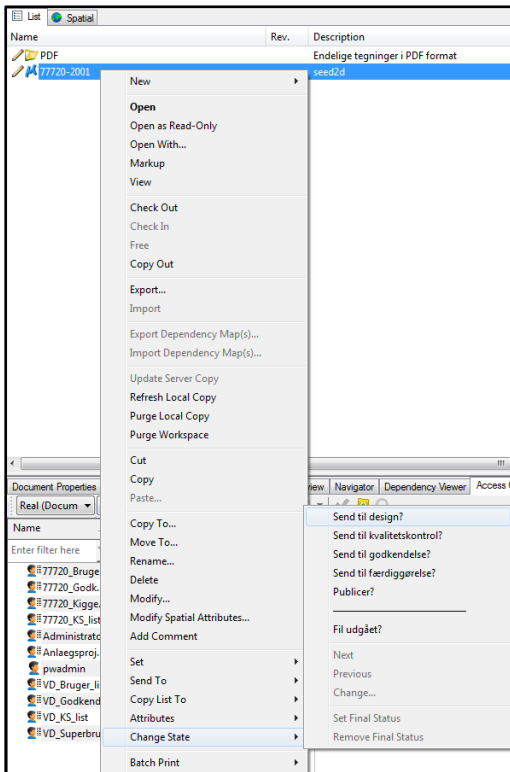 List Spatial
Name Rev. Description
PDF Endelige tegninger i PDF format
77720-2001 seed2d
New
Open
Open as Read-Only
Open With...
Markup
View
Check Out
Check In
Free
Copy Out
Export...
Import
Export Dependency Map(s)...
Import Dependency Map(s)...
Update Server Copy
Refresh Local Copy
Purge Local Copy
Purge Workspace
Cut
Copy
Paste...
Copy To...
Move To...
Rename...
Delete
Modify...
Modify Spatial Attributes...
Add Comment
Set
Send To
Copy List To
Attributes
Change State
Batch Print
Document Properties
Navigator Dependency Viewer Access
Real (Docum
Name
Enter filter here
77720_Bruge
77720_Godk.
77720_Kigge.
77720_KS_list
Administrato
Anlaegsproj.
pwadmin
VD_Bruger_li
VD_Godkend
VD_KS_list
VD_Superbru
Send til design?
Send til kvalitetskontrol?
Send til godkendelse?
Send til færdiggørelse?
Publicer?
Fil udgået?
Next
Previous
Change...
Set Final Status
Remove Final Status